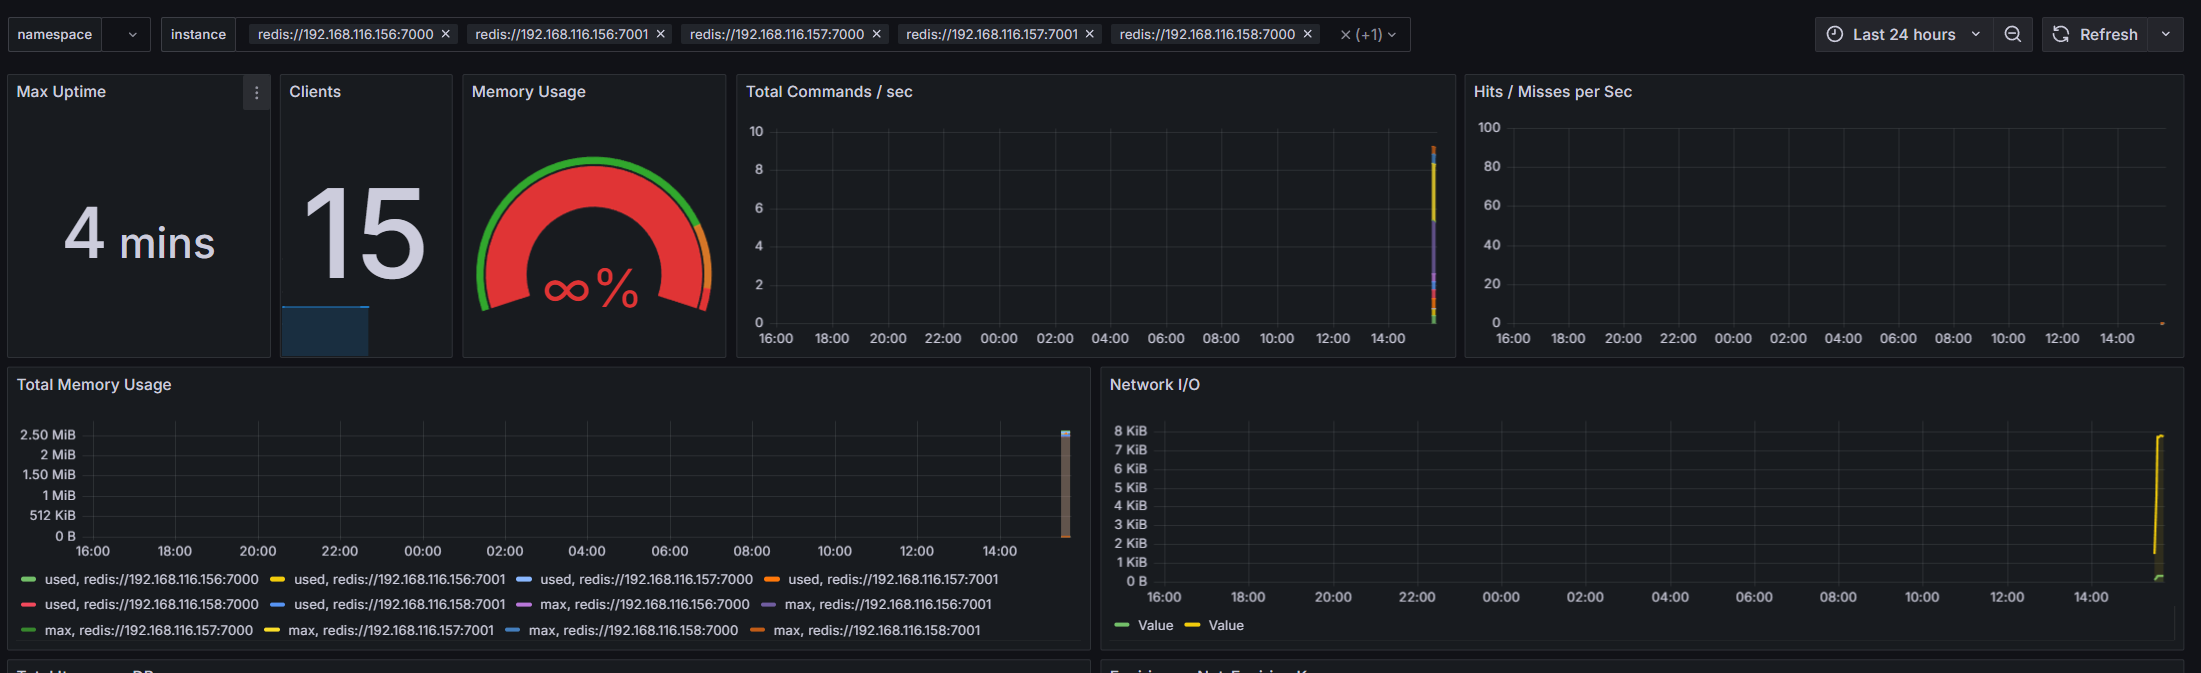 namespace
instance redis://192.168.116.156:7000 × redis://192.168.116.156:7001 × redis://192.168.116.157:7000 × redis://192.168.116.157:7001 × redis://192.168.116.158:7000 × × (+1)
Last 24 hours
Refresh
Max Uptime
4 mins
Clients
15
Memory Usage
∞%
Total Commands / sec
10
8
6
4
2
0
16:00 18:00 20:00 22:00 00:00 02:00 04:00 06:00 08:00 10:00 12:00 14:00
Hits / Misses per Sec
100
80
60
40
20
0
16:00 18:00 20:00 22:00 00:00 02:00 04:00 06:00 08:00 10:00 12:00 14:00
Total Memory Usage
2.50 MiB
2 MiB
1.50 MiB
1 MiB
512 KiB
0 B
16:00 18:00 20:00 22:00 00:00 02:00 04:00 06:00 08:00 10:00 12:00 14:00
used, redis://192.168.116.156:7000 used, redis://192.168.116.156:7001 used, redis://192.168.116.157:7000 used, redis://192.168.116.157:7001
used, redis://192.168.116.158:7000 used, redis://192.168.116.158:7001 max, redis://192.168.116.156:7000 max, redis://192.168.116.156:7001
max, redis://192.168.116.157:7000 max, redis://192.168.116.157:7001 max, redis://192.168.116.158:7000 max, redis://192.168.116.158:7001
Network I/O
8 KiB
7 KiB
6 KiB
5 KiB
4 KiB
3 KiB
2 KiB
1 KiB
0 B
16:00 18:00 20:00 22:00 00:00 02:00 04:00 06:00 08:00 10:00 12:00 14:00
Value Value